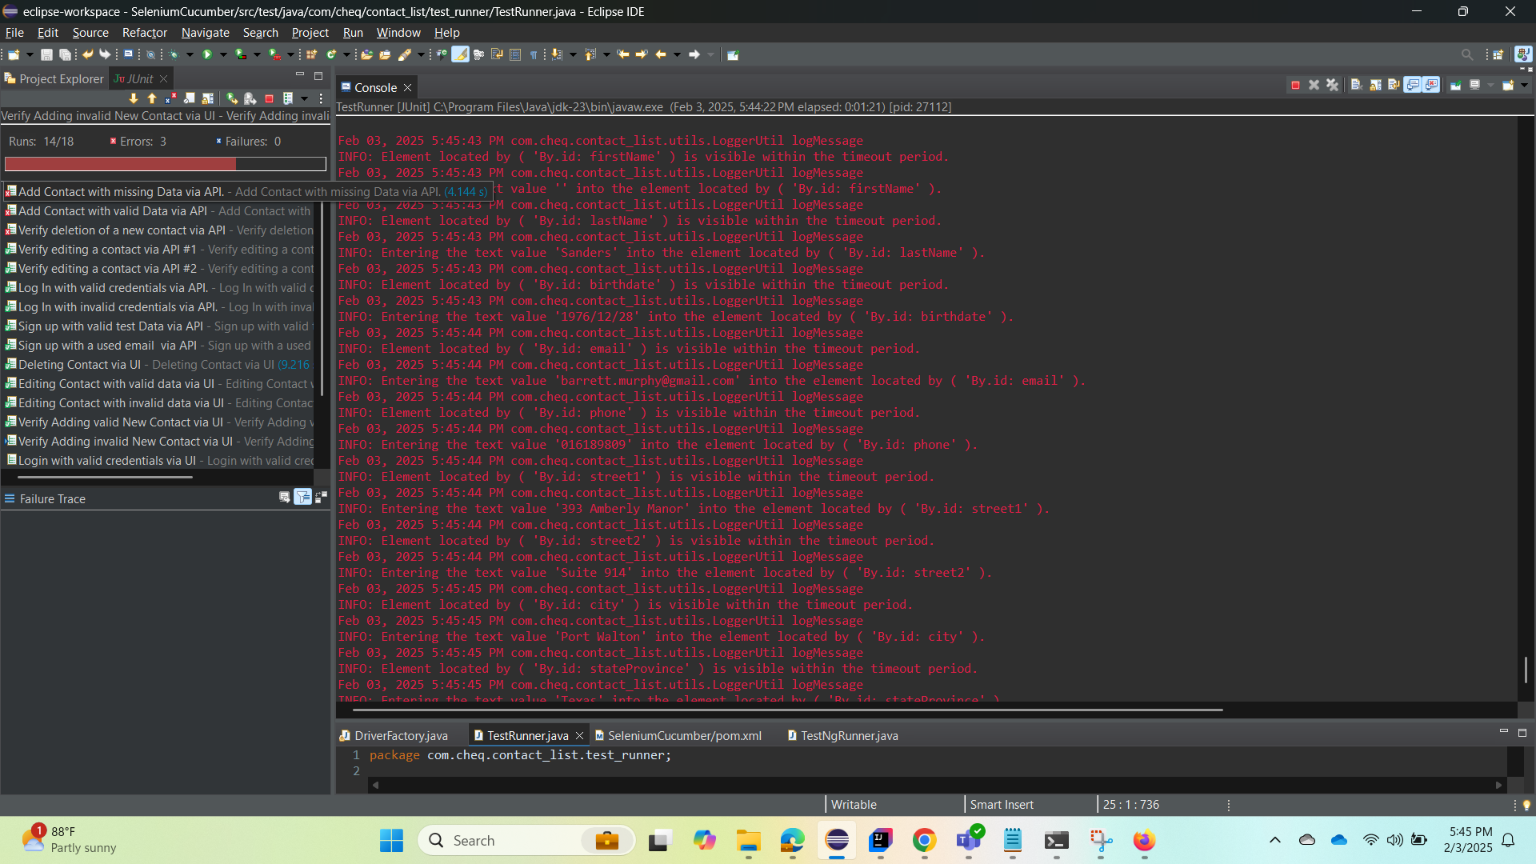 eclipse-workspace - SeleniumCucumber/src/test/java/com/cheq/contact_list/test_runner/TestRunner.java - Eclipse IDE
File Edit Source Refactor Navigate Search Project Run Window Help
Project Explorer JUnit
Verify Adding invalid New Contact via UI - Verify Adding invali
Runs: 14/18 Errors: 3 Failures: 0
Add Contact with missing Data via API. - Add Contact with missing Data via API. (4.144 s)
Add Contact with valid Data via API - Add Contact with
Verify deletion of a new contact via API - Verify deletion
Verify editing a contact via API #1 - Verify editing a cont
Verify editing a contact via API #2 - Verify editing a cont
Log In with valid credentials via API. - Log In with valid c
Log In with invalid credentials via API. - Log In with inva
Sign up with valid test Data via API - Sign up with valid
Sign up with a used email  via API - Sign up with a used
Deleting Contact via UI - Deleting Contact via UI (9.216
Editing Contact with valid data via UI - Editing Contact v
Editing Contact with invalid data via UI - Editing Contac
Verify Adding valid New Contact via UI - Verify Adding v
Verify Adding invalid New Contact via UI - Verify Adding
Login with valid credentials via UI - Login with valid cre
Failure Trace
Console
TestRunner [JUnit] C:\Program Files\Java\jdk-23\bin\javaw.exe (Feb 3, 2025, 5:44:22 PM elapsed: 0:01:21) [pid: 27112]
Feb 03, 2025 5:45:43 PM com.cheq.contact_list.utils.LoggerUtil logMessage
INFO: Element located by ( 'By.id: firstName' ) is visible within the timeout period.
Feb 03, 2025 5:45:43 PM com.cheq.contact_list.utils.LoggerUtil logMessage
t value '' into the element located by ( 'By.id: firstName' ).
Feb 03, 2025 5:45:43 PM com.cheq.contact_list.utils.LoggerUtil logMessage
INFO: Element located by ( 'By.id: lastName' ) is visible within the timeout period.
Feb 03, 2025 5:45:43 PM com.cheq.contact_list.utils.LoggerUtil logMessage
INFO: Entering the text value 'Sanders' into the element located by ( 'By.id: lastName' ).
Feb 03, 2025 5:45:43 PM com.cheq.contact_list.utils.LoggerUtil logMessage
INFO: Element located by ( 'By.id: birthdate' ) is visible within the timeout period.
Feb 03, 2025 5:45:43 PM com.cheq.contact_list.utils.LoggerUtil logMessage
INFO: Entering the text value '1976/12/28' into the element located by ( 'By.id: birthdate' ).
Feb 03, 2025 5:45:44 PM com.cheq.contact_list.utils.LoggerUtil logMessage
INFO: Element located by ( 'By.id: email' ) is visible within the timeout period.
Feb 03, 2025 5:45:44 PM com.cheq.contact_list.utils.LoggerUtil logMessage
INFO: Entering the text value 'barrett.murphy@gmail.com' into the element located by ( 'By.id: email' ).
Feb 03, 2025 5:45:44 PM com.cheq.contact_list.utils.LoggerUtil logMessage
INFO: Element located by ( 'By.id: phone' ) is visible within the timeout period.
Feb 03, 2025 5:45:44 PM com.cheq.contact_list.utils.LoggerUtil logMessage
INFO: Entering the text value '016189809' into the element located by ( 'By.id: phone' ).
Feb 03, 2025 5:45:44 PM com.cheq.contact_list.utils.LoggerUtil logMessage
INFO: Element located by ( 'By.id: street1' ) is visible within the timeout period.
Feb 03, 2025 5:45:44 PM com.cheq.contact_list.utils.LoggerUtil logMessage
INFO: Entering the text value '393 Amberly Manor' into the element located by ( 'By.id: street1' ).
Feb 03, 2025 5:45:44 PM com.cheq.contact_list.utils.LoggerUtil logMessage
INFO: Element located by ( 'By.id: street2' ) is visible within the timeout period.
Feb 03, 2025 5:45:44 PM com.cheq.contact_list.utils.LoggerUtil logMessage
INFO: Entering the text value 'Suite 914' into the element located by ( 'By.id: street2' ).
Feb 03, 2025 5:45:45 PM com.cheq.contact_list.utils.LoggerUtil logMessage
INFO: Element located by ( 'By.id: city' ) is visible within the timeout period.
Feb 03, 2025 5:45:45 PM com.cheq.contact_list.utils.LoggerUtil logMessage
INFO: Entering the text value 'Port Walton' into the element located by ( 'By.id: city' ).
Feb 03, 2025 5:45:45 PM com.cheq.contact_list.utils.LoggerUtil logMessage
INFO: Element located by ( 'By.id: stateProvince' ) is visible within the timeout period.
Feb 03, 2025 5:45:45 PM com.cheq.contact_list.utils.LoggerUtil logMessage
INFO: Entering the text value 'Texas' into the element located by ( 'By.id: stateProvince' )
DriverFactory.java TestRunner.java SeleniumCucumber/pom.xml TestNgRunner.java
1 package com.cheq.contact_list.test_runner;
2
Writable Smart Insert 25 : 1 : 736
1
88°F
Partly sunny
Search
5:45 PM
2/3/2025